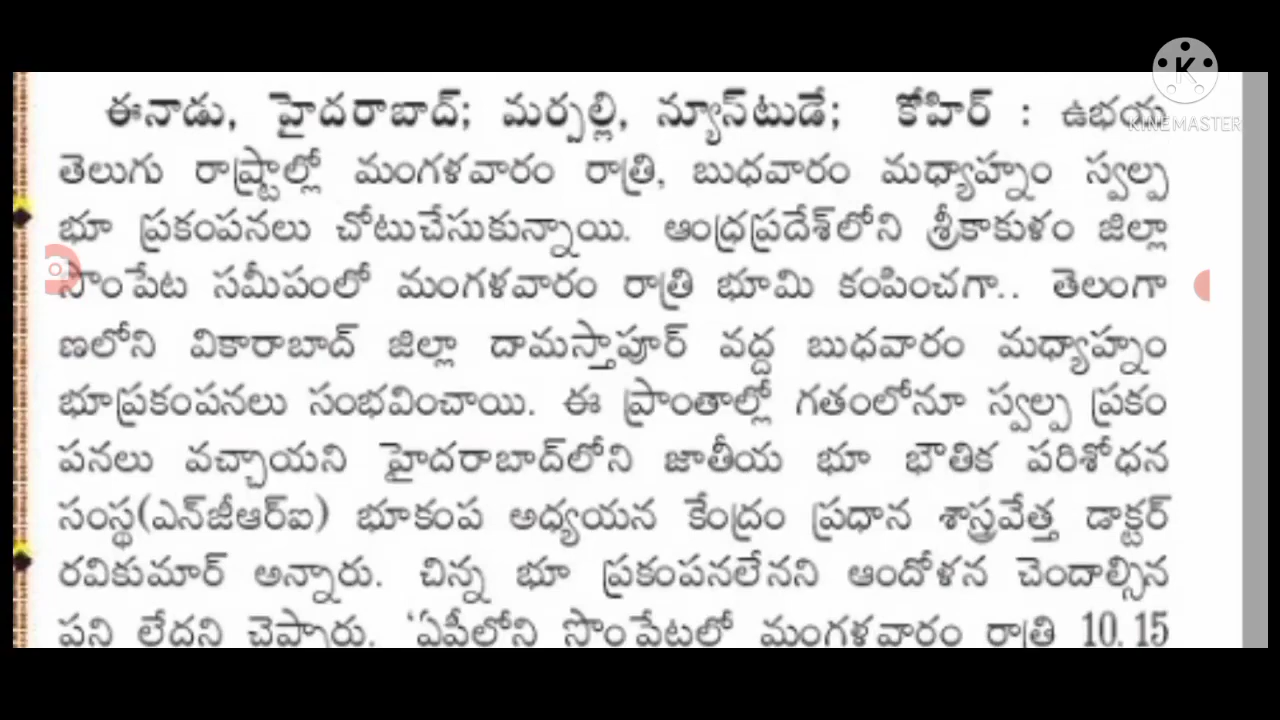 ఈనాడు, హైదరాబాద్; మర్పల్లి, న్యూస్‌టుడే; కోహిర్ : ఉభయ
KINEMASTER
తెలుగు రాష్ట్రాల్లో మంగళవారం రాత్రి, బుధవారం మధ్యాహ్నం స్వల్ప
భూ ప్రకంపనలు చోటుచేసుకున్నాయి. ఆంధ్రప్రదేశ్‌లోని శ్రీకాకుళం జిల్లా
సొంపేట సమీపంలో మంగళవారం రాత్రి భూమి కంపించగా.. తెలంగా
ణలోని వికారాబాద్ జిల్లా దామస్తాపూర్ వద్ద బుధవారం మధ్యాహ్నం
భూప్రకంపనలు సంభవించాయి. ఈ ప్రాంతాల్లో గతంలోనూ స్వల్ప ప్రకం
పనలు వచ్చాయని హైదరాబాద్‌లోని జాతీయ భూ భౌతిక పరిశోధన
సంస్థ(ఎన్‌జీఆర్‌ఐ) భూకంప అధ్యయన కేంద్రం ప్రధాన శాస్త్రవేత్త డాక్టర్
రవికుమార్ అన్నారు. చిన్న భూ ప్రకంపనలేనని ఆందోళన చెందాల్సిన
పని లేదని చెప్పారు. ‘ఏపీలోని సొంపేటలో మంగళవారం రాత్రి 10.15